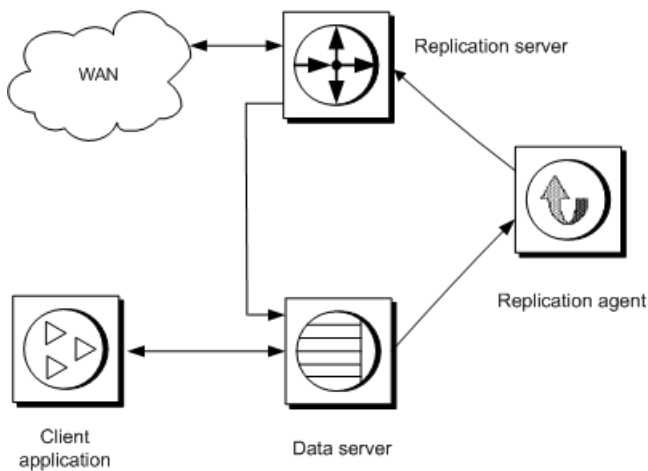 Replication server
WAN
Replication agent
Client
application
Data server